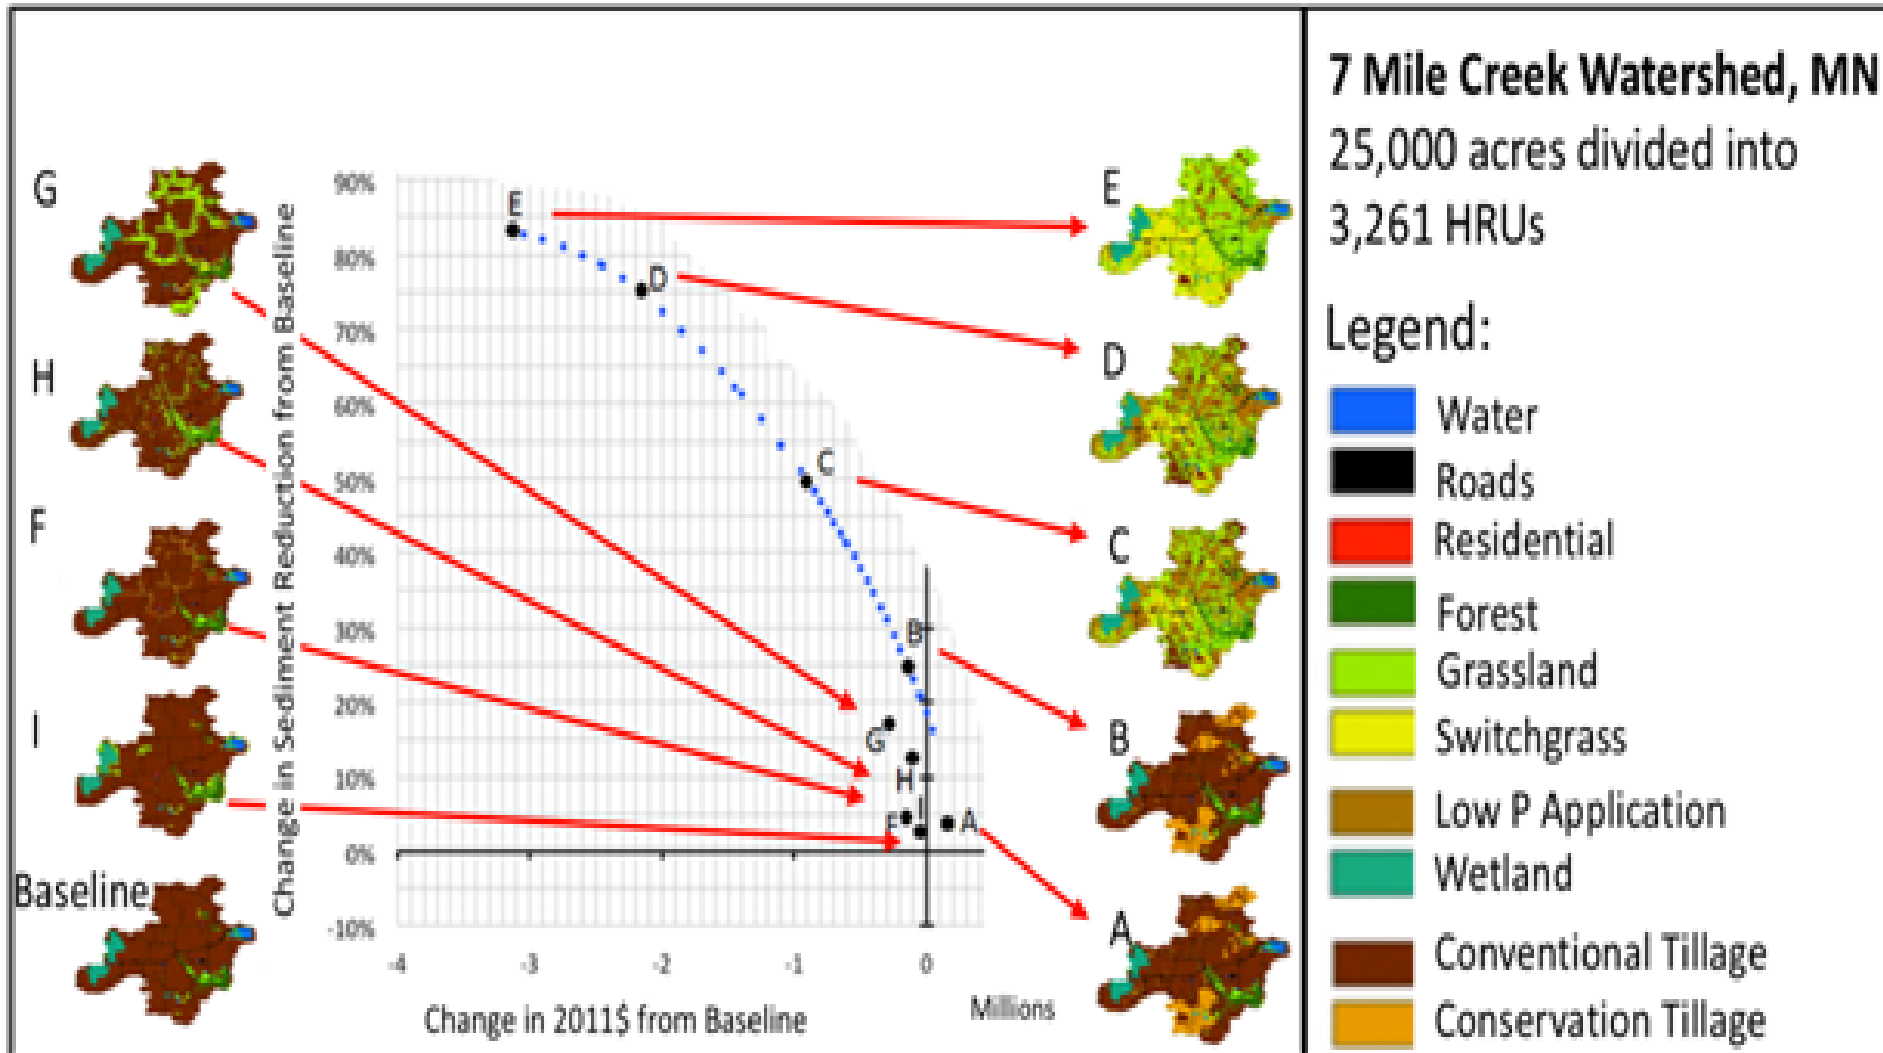 7 Mile Creek Watershed, MN
25,000 acres divided into
3,261 HRUs
Legend:
Water
Roads
Residential
Forest
Grassland
Switchgrass
Low P Application
Wetland
Conventional Tillage
Conservation Tillage
G
H
F
I
Baseline
Change in Sediment Reduction from Baseline
90%
80%
70%
60%
50%
40%
30%
20%
10%
0%
-10%
-4
-3
-2
-1
0
Millions
Change in 2011$ from Baseline
E
D
C
B
G
H
I
F
A
E
D
C
B
A